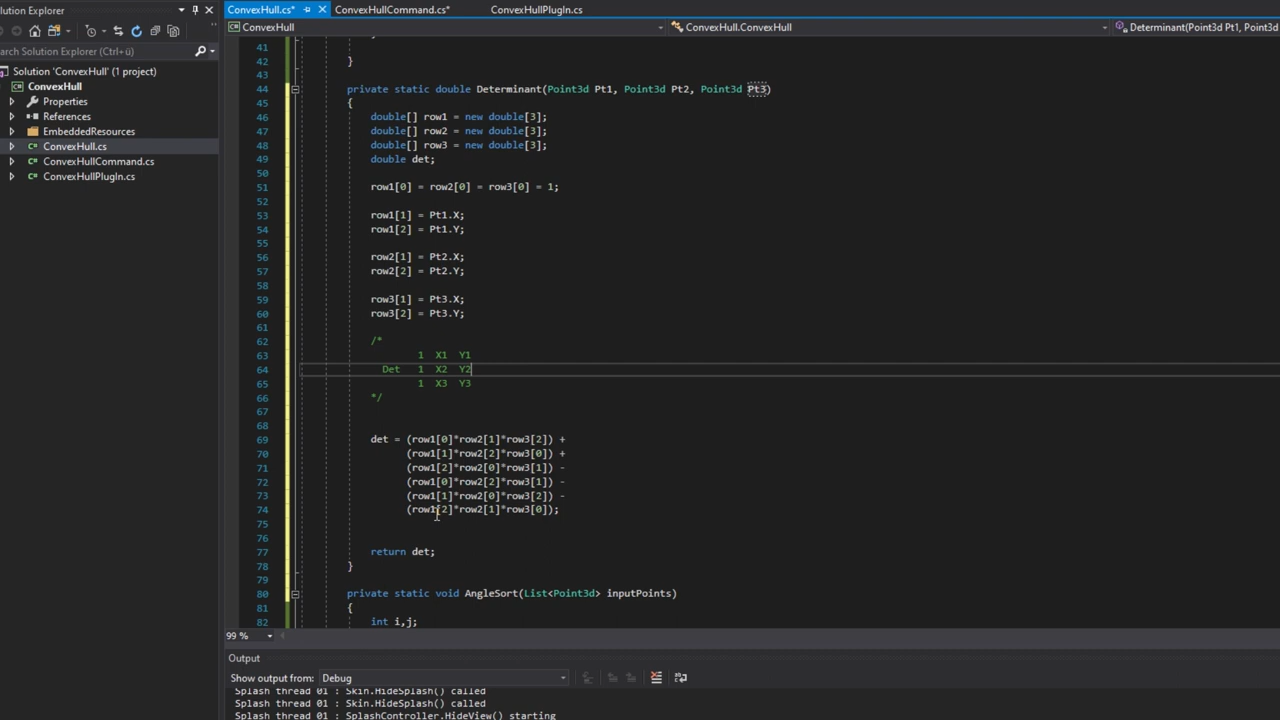 olution Explorer
ConvexHull.cs*
ConvexHullCommand.cs*
ConvexHullPlugIn.cs
ConvexHull
ConvexHull.ConvexHull
Determinant(Point3d Pt1, Point3d
arch Solution Explorer (Ctrl+ü)
Solution 'ConvexHull' (1 project)
ConvexHull
Properties
References
EmbeddedResources
ConvexHull.cs
ConvexHullCommand.cs
ConvexHullPlugIn.cs
41
42 }
43
44 private static double Determinant(Point3d Pt1, Point3d Pt2, Point3d Pt3)
45 {
46 double[] row1 = new double[3];
47 double[] row2 = new double[3];
48 double[] row3 = new double[3];
49 double det;
50
51 row1[0] = row2[0] = row3[0] = 1;
52
53 row1[1] = Pt1.X;
54 row1[2] = Pt1.Y;
55
56 row2[1] = Pt2.X;
57 row2[2] = Pt2.Y;
58
59 row3[1] = Pt3.X;
60 row3[2] = Pt3.Y;
61
62 /*
63 1 X1 Y1
64 Det 1 X2 Y2
65 1 X3 Y3
66 */
67
68
69 det = (row1[0]*row2[1]*row3[2]) +
70 (row1[1]*row2[2]*row3[0]) +
71 (row1[2]*row2[0]*row3[1]) -
72 (row1[0]*row2[2]*row3[1]) -
73 (row1[1]*row2[0]*row3[2]) -
74 (row1[2]*row2[1]*row3[0]);
75
76
77 return det;
78 }
79
80 private static void AngleSort(List<Point3d> inputPoints)
81 {
82 int i,j;
99 %
Output
Show output from: Debug
Splash thread 01 : Skin.HideSplash() called
Splash thread 01 : Skin.HideSplash() called
Splash thread 01 : SplashController.HideView() starting